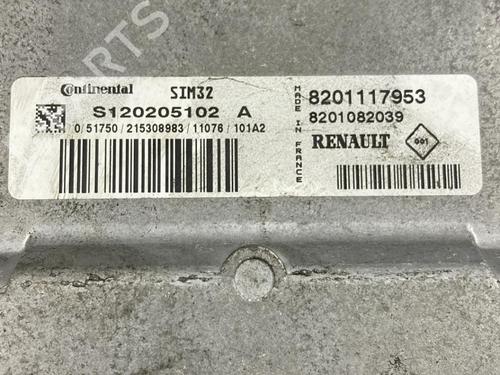 Continental SIM32
S120205102 A
0/51750/215308983/11076/101A2
MADE IN FRANCE
8201117953
8201082039
RENAULT 001